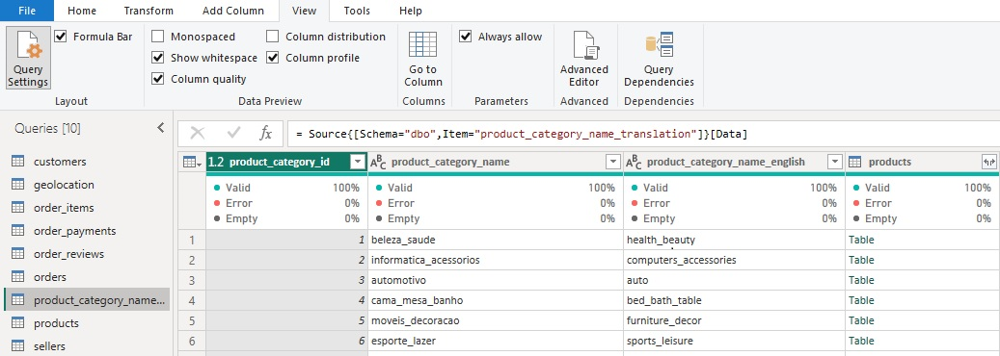 File Home Transform Add Column View Tools Help
Formula Bar Monospaced Column distribution Always allow
Show whitespace Column profile
Query Settings Column quality Go to Column Advanced Editor Query Dependencies
Layout Data Preview Columns Parameters Advanced Dependencies
Queries [10]
customers
geolocation
order_items
order_payments
order_reviews
orders
product_category_name...
products
sellers
fx = Source{[Schema="dbo",Item="product_category_name_translation"]}[Data]
1.2 product_category_id ABC product_category_name ABC product_category_name_english products
Valid 100% Valid 100% Valid 100% Valid 100%
Error 0% Error 0% Error 0% Error 0%
Empty 0% Empty 0% Empty 0% Empty 0%
1 1 beleza_saude health_beauty Table
2 2 informatica_acessorios computers_accessories Table
3 3 automotivo auto Table
4 4 cama_mesa_banho bed_bath_table Table
5 5 moveis_decoracao furniture_decor Table
6 6 esporte_lazer sports_leisure Table